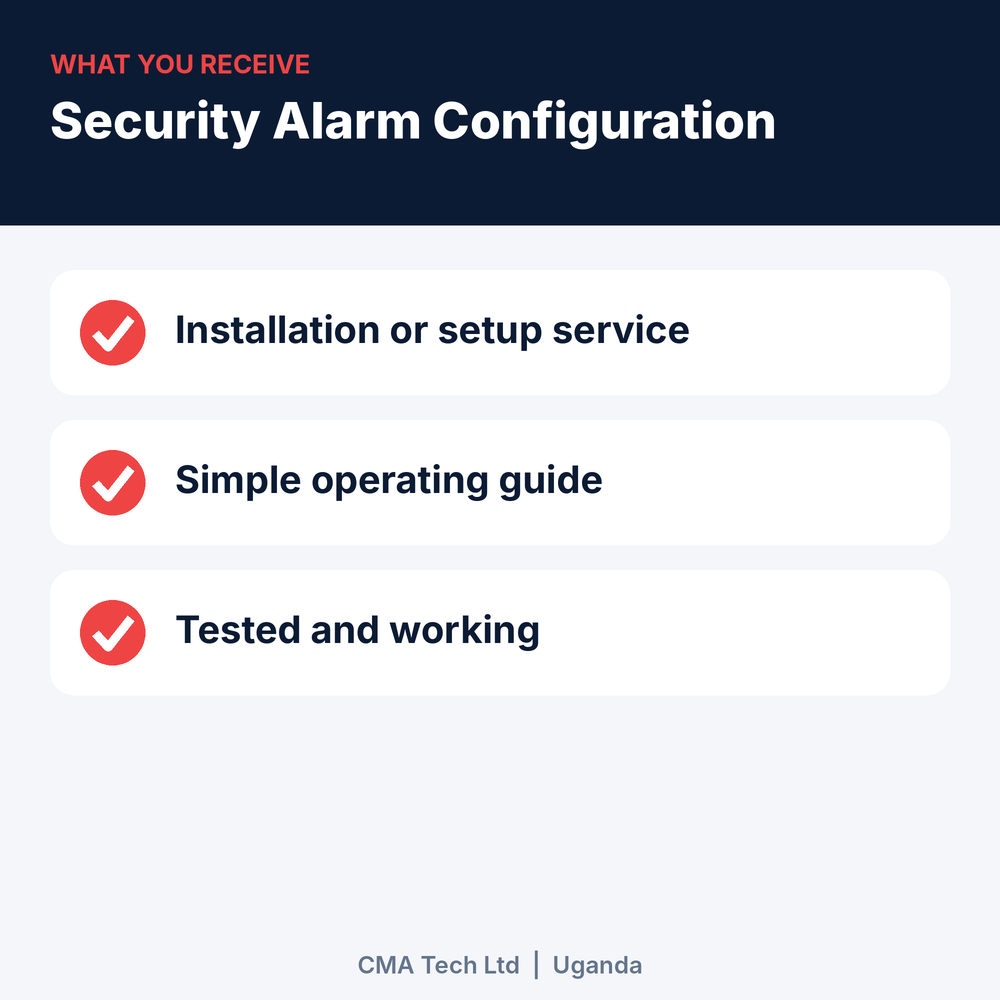 WHAT YOU RECEIVE
Security Alarm Configuration
Installation or setup service
Simple operating guide
Tested and working
CMA Tech Ltd | Uganda